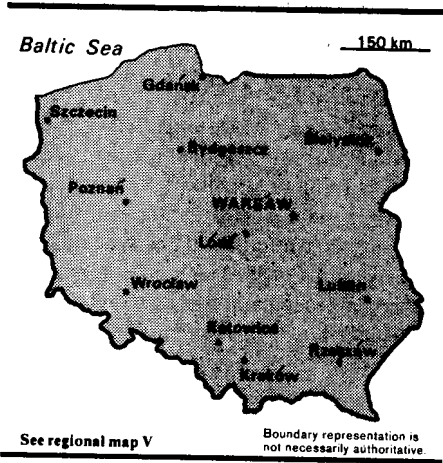 Baltic Sea
150 km
Gdańsk
Szczecin
Bydgoszcz
Białystok
Poznań
WARSAW
Łódź
Wrocław
Lublin
Katowice
Rzeszów
Kraków
See regional map V
Boundary representation is
not necessarily authoritative.